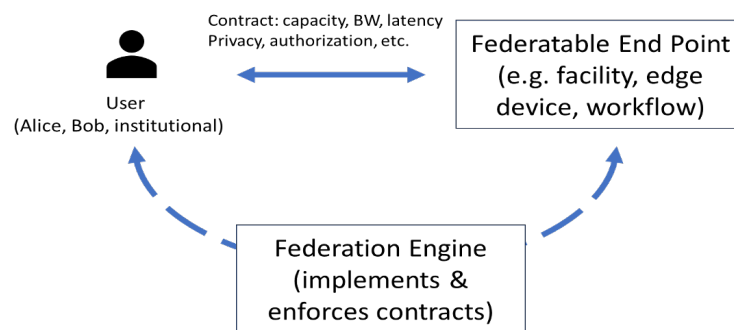 Contract: capacity, BW, latency
Privacy, authorization, etc.
Federatable End Point
(e.g. facility, edge
device, workflow)
User
(Alice, Bob, institutional)
Federation Engine
(implements &
enforces contracts)